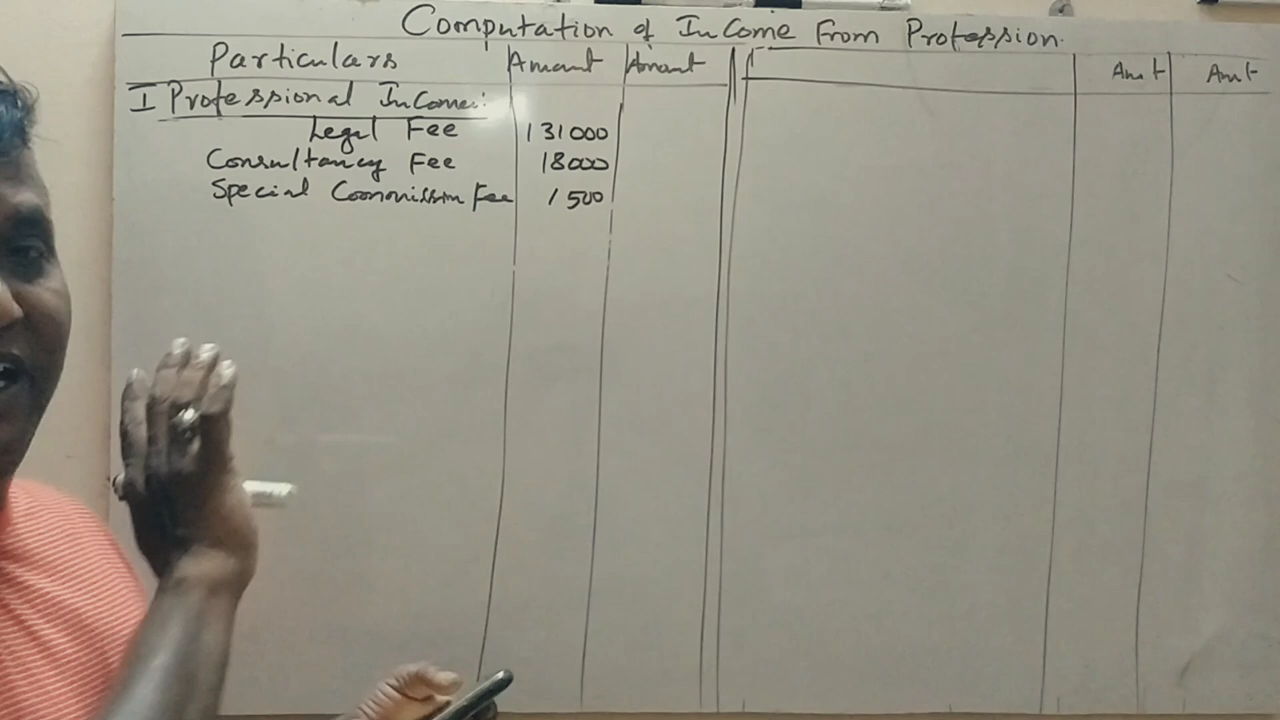 Computation of InCome From Profession.
Particulars Amount Amount Amt Amt
I Professional InCome:
Legal Fee 131000
Consultancy Fee 18000
Special Commission Fee 1500